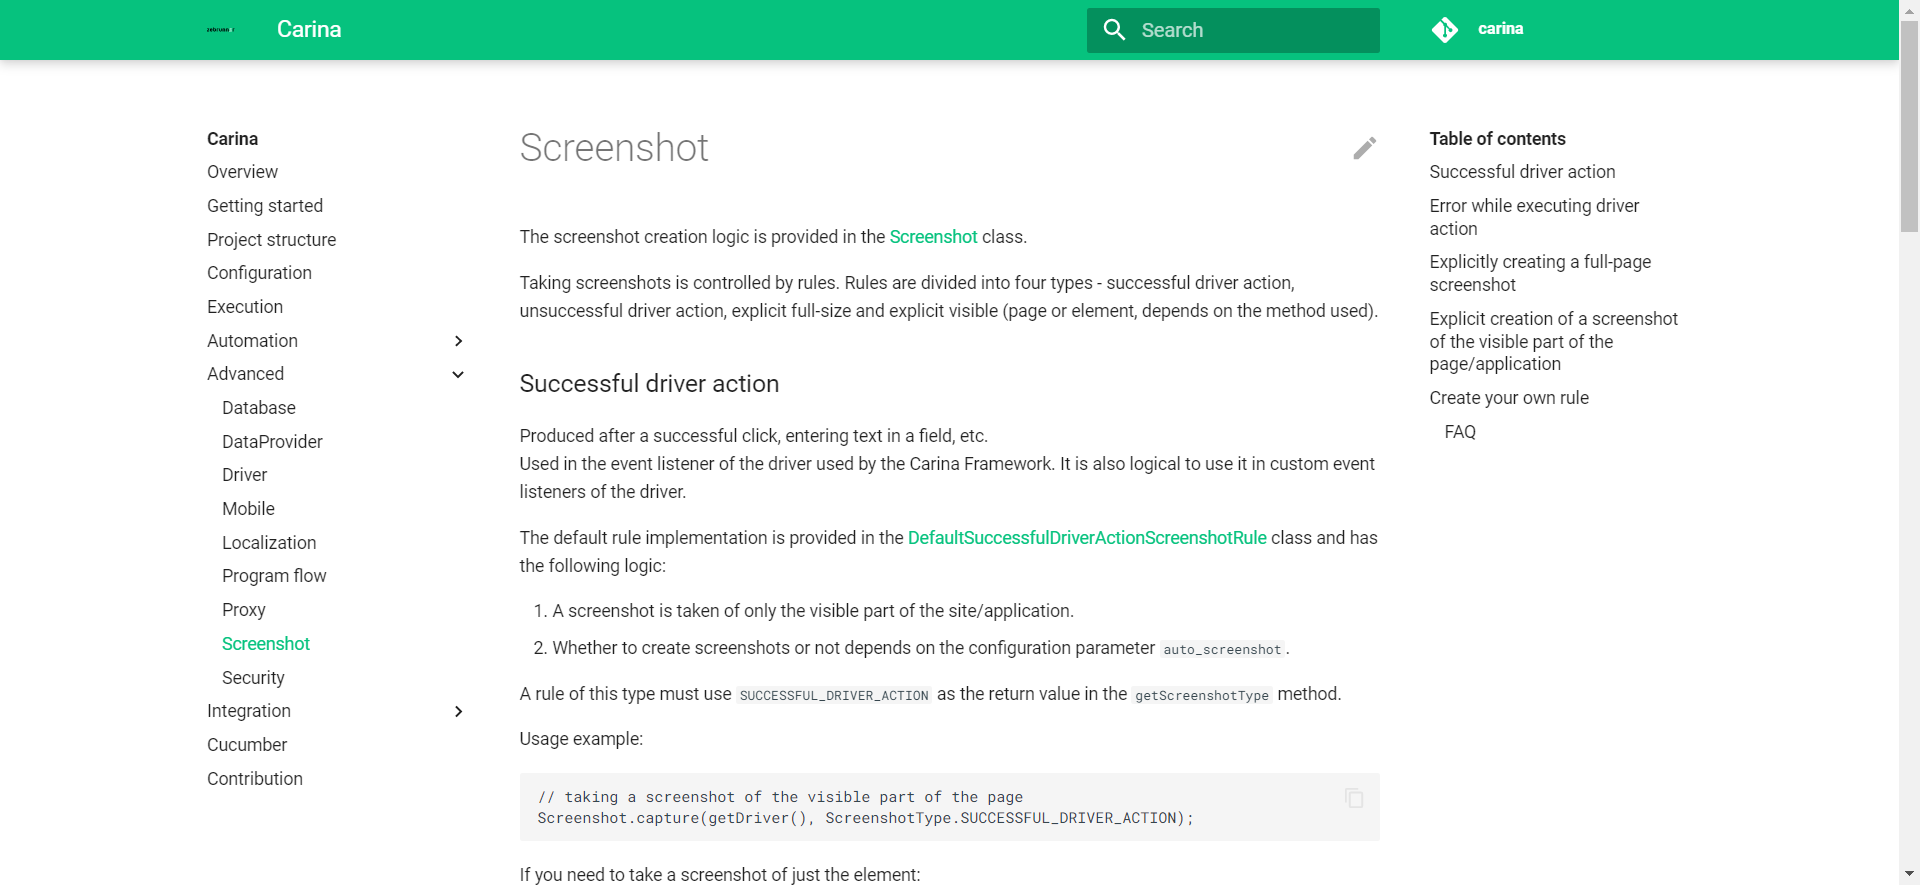 zebrunner
Carina
Search
carina
Carina
Overview
Getting started
Project structure
Configuration
Execution
Automation
Advanced
Database
DataProvider
Driver
Mobile
Localization
Program flow
Proxy
Screenshot
Security
Integration
Cucumber
Contribution
Screenshot
The screenshot creation logic is provided in the Screenshot class.
Taking screenshots is controlled by rules. Rules are divided into four types - successful driver action,
unsuccessful driver action, explicit full-size and explicit visible (page or element, depends on the method used).
Successful driver action
Produced after a successful click, entering text in a field, etc.
Used in the event listener of the driver used by the Carina Framework. It is also logical to use it in custom event
listeners of the driver.
The default rule implementation is provided in the DefaultSuccessfulDriverActionScreenshotRule class and has
the following logic:
1. A screenshot is taken of only the visible part of the site/application.
2. Whether to create screenshots or not depends on the configuration parameter auto_screenshot.
A rule of this type must use SUCCESSFUL_DRIVER_ACTION as the return value in the getScreenshotType method.
Usage example:
// taking a screenshot of the visible part of the page
Screenshot.capture(getDriver(), ScreenshotType.SUCCESSFUL_DRIVER_ACTION);
If you need to take a screenshot of just the element:
Table of contents
Successful driver action
Error while executing driver
action
Explicitly creating a full-page
screenshot
Explicit creation of a screenshot
of the visible part of the
page/application
Create your own rule
FAQ